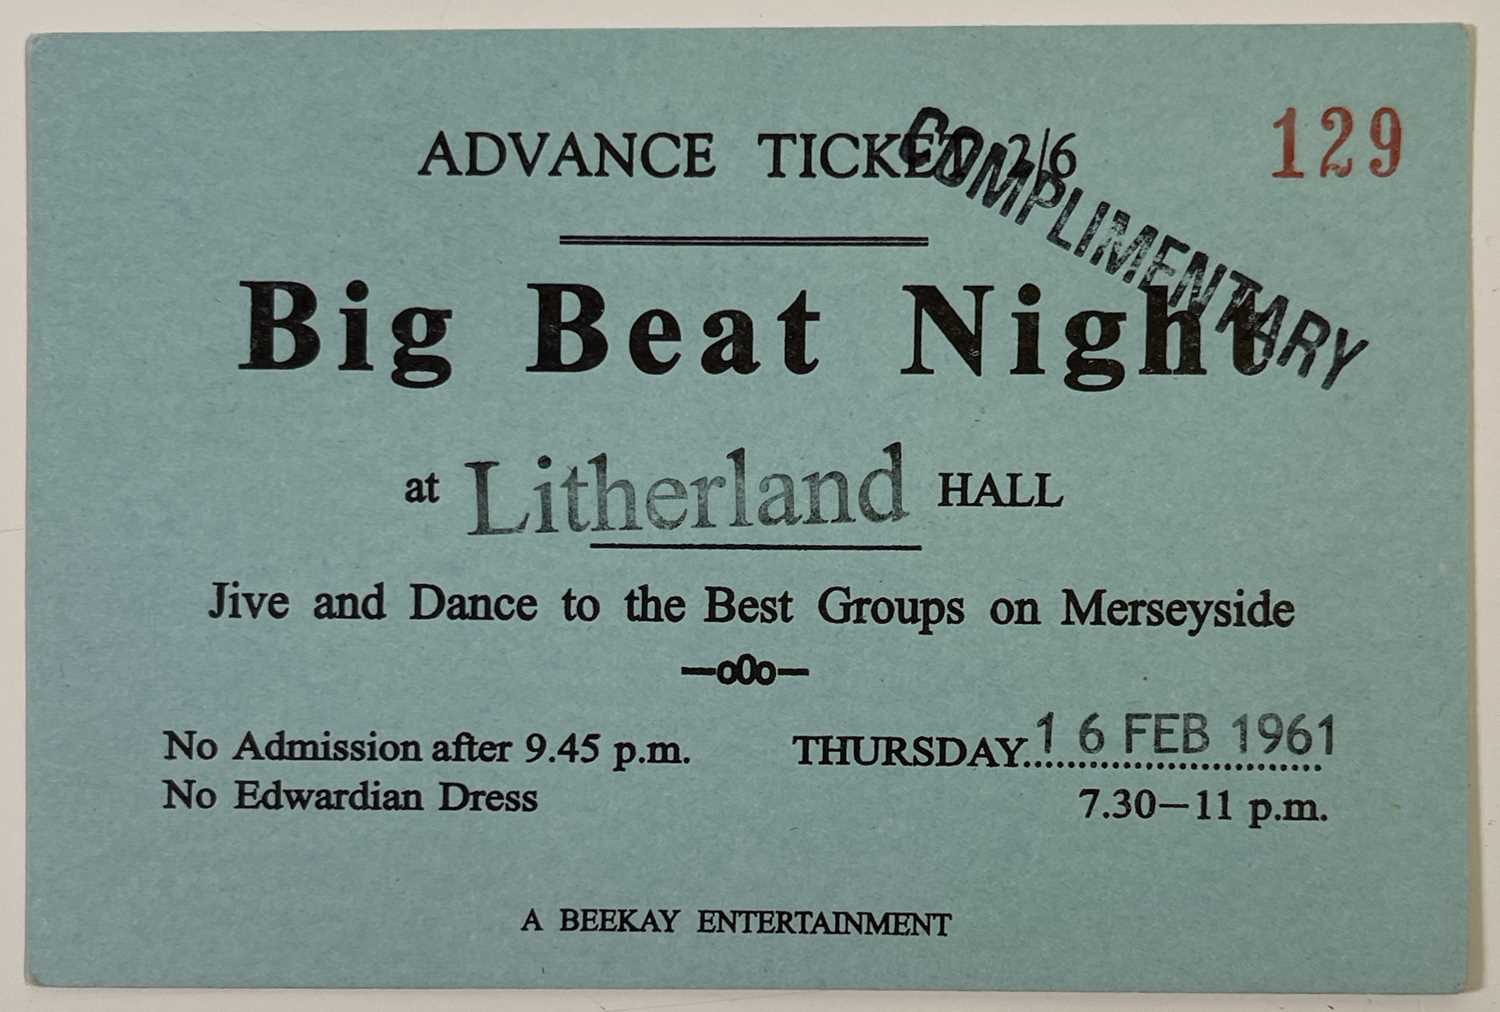 ADVANCE TICKET 2/6
129
COMPLIMENTARY
Big Beat Night
at Litherland HALL
Jive and Dance to the Best Groups on Merseyside
—oOo—
No Admission after 9.45 p.m.
No Edwardian Dress
THURSDAY 16 FEB 1961
7.30—11 p.m.
A BEEKAY ENTERTAINMENT